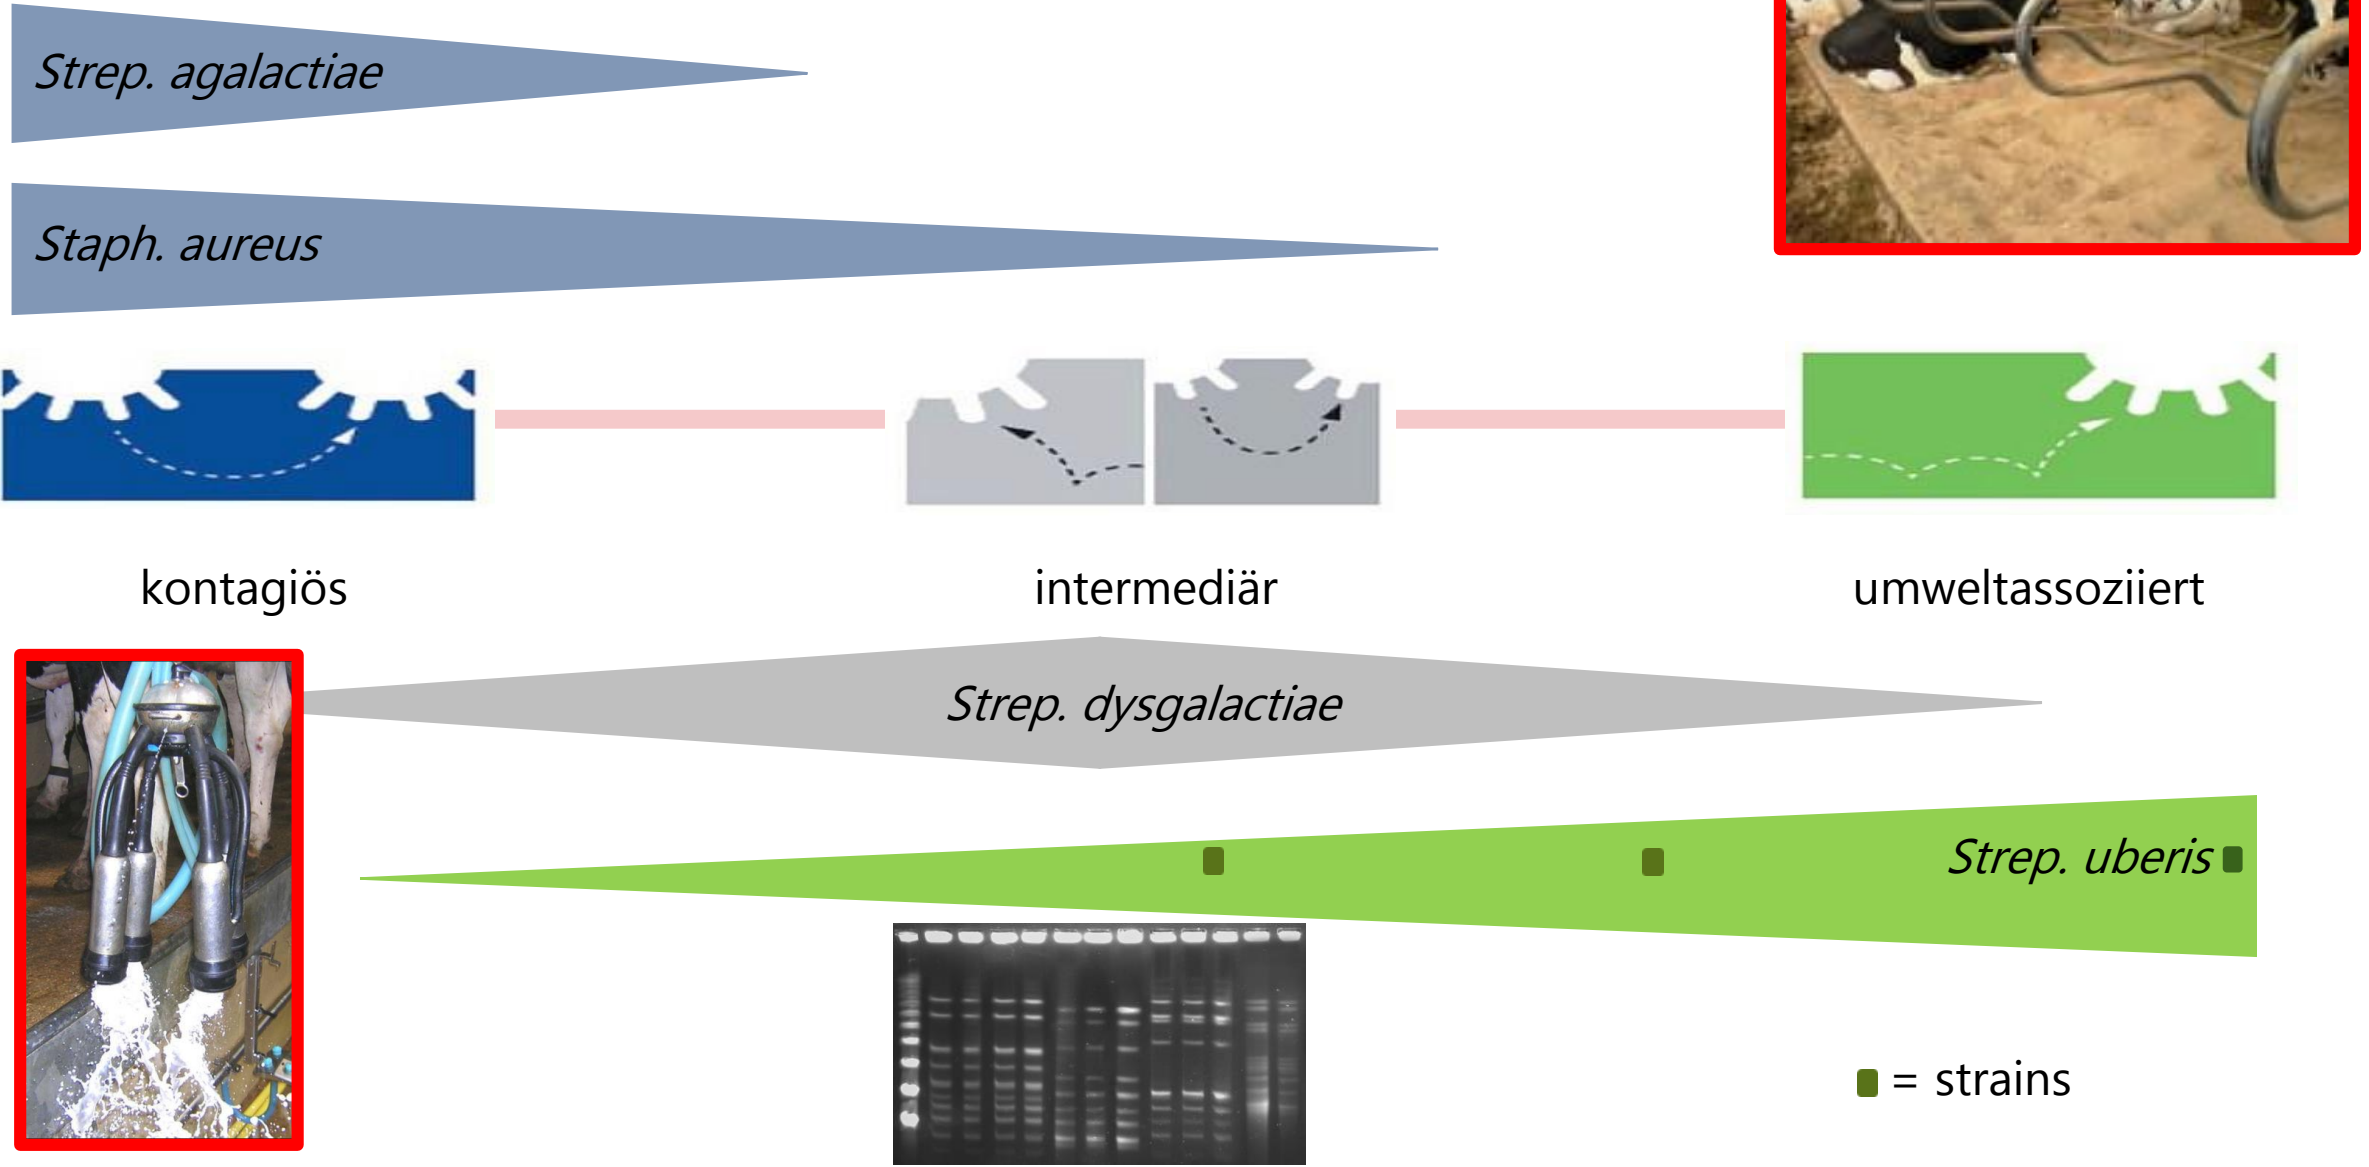 Strep. agalactiae
Staph. aureus
kontagiös
intermediär
umweltassoziiert
Strep. dysgalactiae
Strep. uberis
= strains